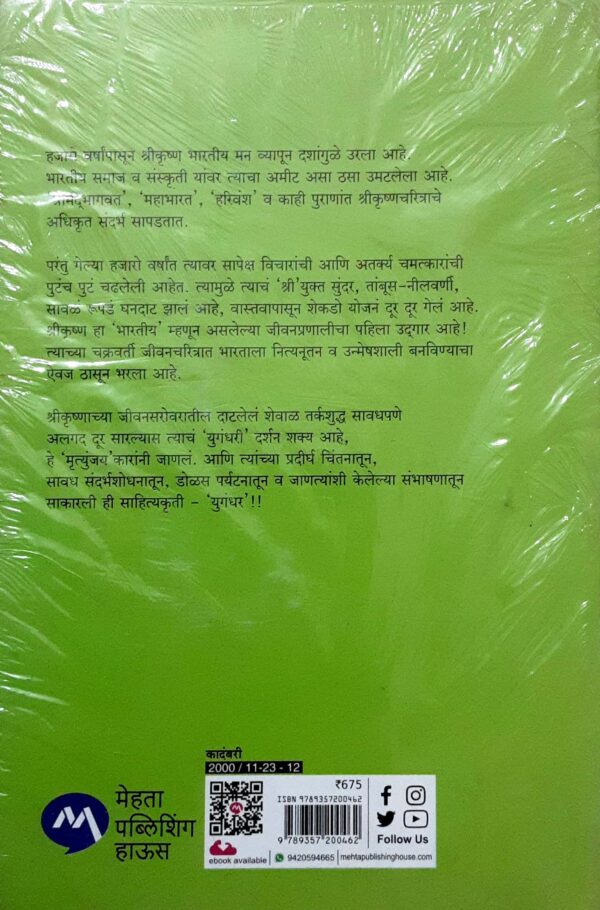 हजारो वर्षांपासून श्रीकृष्ण भारतीय मन व्यापून दशांगुळे उरला आहे.
भारतीय समाज व संस्कृती यांवर त्याचा अमीट असा ठसा उमटलेला आहे.
'श्रीमद्भागवत', 'महाभारत', 'हरिवंश' व काही पुराणांत श्रीकृष्णचरित्राचे
अधिकृत संदर्भ सापडतात.
परंतु गेल्या हजारो वर्षांत त्यावर सापेक्ष विचारांची आणि अतर्क्य चमत्कारांची
पुटंच पुटं चढलेली आहेत. त्यामुळे त्याचं 'श्री'युक्त सुंदर, तांबूस-नीलवर्णी,
सावळं रूपडं घनदाट झालं आहे, वास्तवापासून शेकडो योजनं दूर दूर गेलं आहे.
श्रीकृष्ण हा 'भारतीय' म्हणून असलेल्या जीवनप्रणालीचा पहिला उद्‌गार आहे!
त्याच्या चक्रवर्ती जीवनचरित्रात भारताला नित्यनूतन व उन्मेषशाली बनविण्याचा
ऐवज ठासून भरला आहे.
श्रीकृष्णाच्या जीवनसरोवरातील दाटलेलं शेवाळ तर्कशुद्ध सावधपणे
अलगद दूर सारल्यास त्याचं 'युगंधरी' दर्शन शक्य आहे,
हे 'मृत्युंजय'कारांनी जाणलं. आणि त्यांच्या प्रदीर्घ चिंतनातून,
सावध संदर्भशोधनातून, डोळस पर्यटनातून व जाणत्यांशी केलेल्या संभाषणातून
साकारली ही साहित्यकृती - 'युगंधर'!!
कादंबरी
2000 / 11-23 - 12
मेहता
पब्लिशिंग
हाऊस
₹675
ISBN 9789357200462
9 789357 200462
Follow Us
ebook available
9420594665
mehtapublishinghouse.com